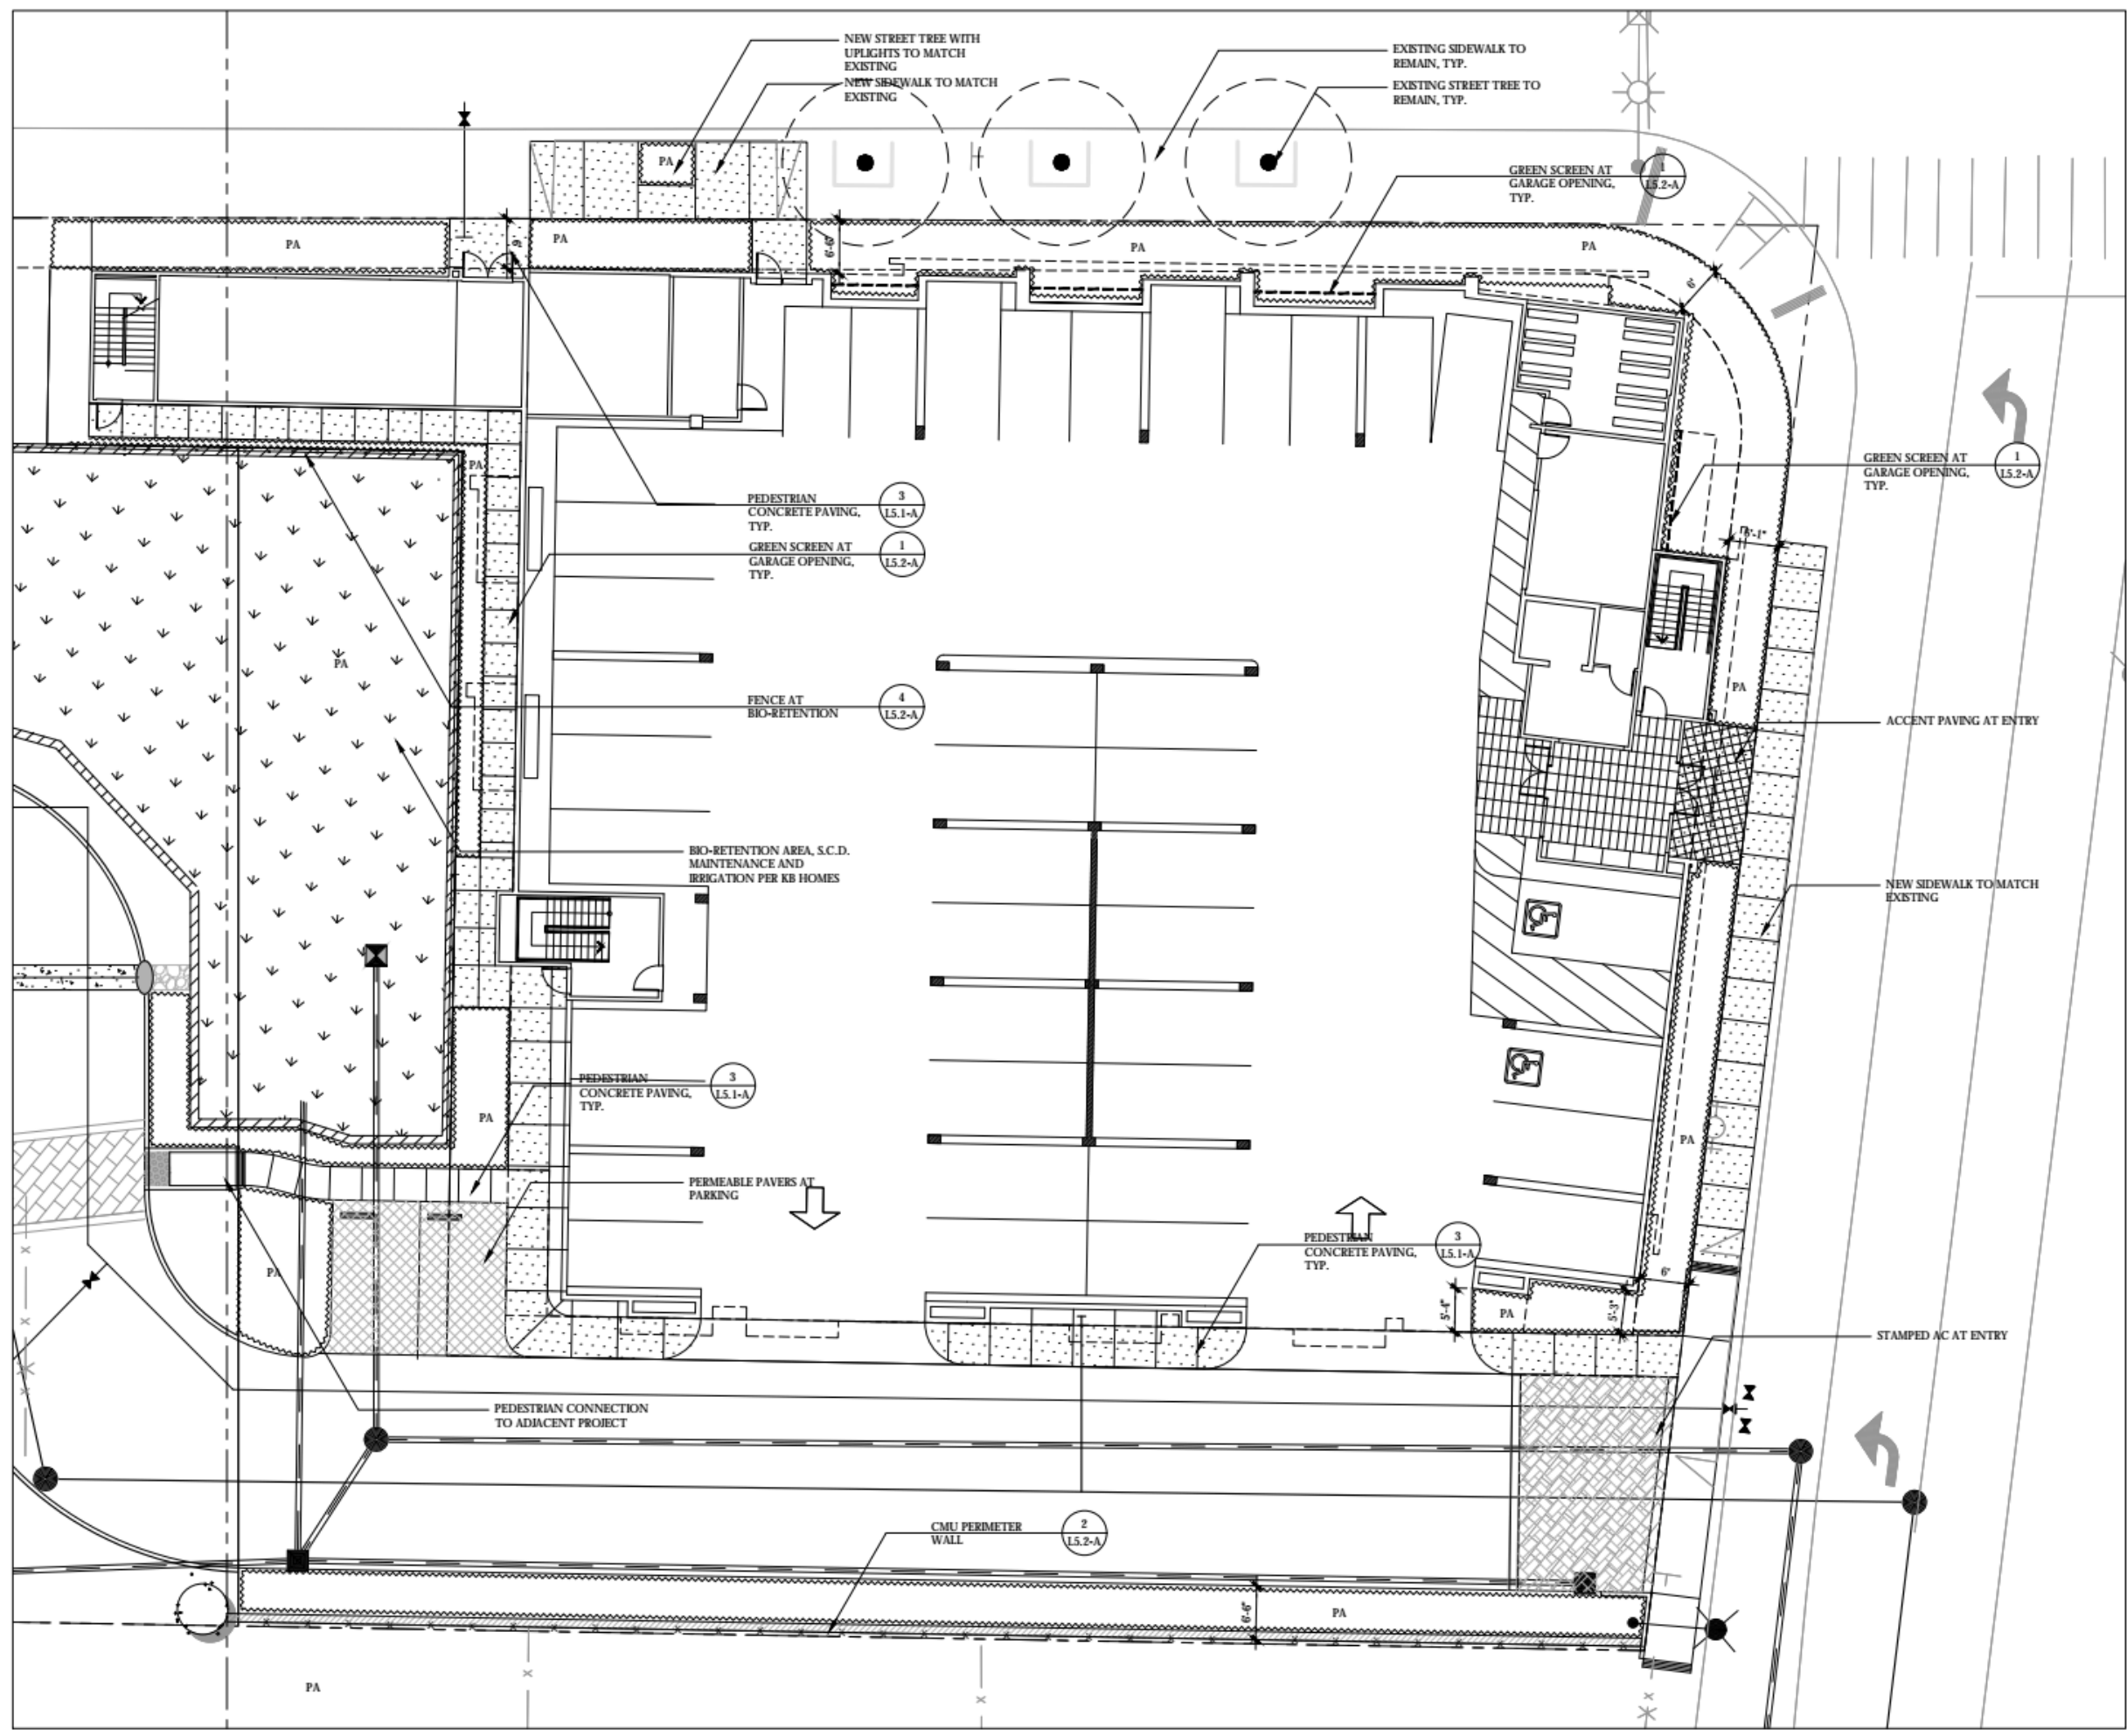 NEW STREET TREE WITH
UPLIGHTS TO MATCH
EXISTING
NEW SIDEWALK TO MATCH
EXISTING
EXISTING SIDEWALK TO
REMAIN, TYP.
EXISTING STREET TREE TO
REMAIN, TYP.
PA
GREEN SCREEN AT
GARAGE OPENING,
TYP.
1
L5.2-A
PA
6'
PA
6'-6"
PA
PA
6'
GREEN SCREEN AT
GARAGE OPENING,
TYP.
1
L5.2-A
PA
PEDESTRIAN
CONCRETE PAVING,
TYP.
3
L5.1-A
GREEN SCREEN AT
GARAGE OPENING,
TYP.
1
L5.2-A
PA
PA
FENCE AT
BIO-RETENTION
4
L5.2-A
ACCENT PAVING AT ENTRY
BIO-RETENTION AREA, S.C.D.
MAINTENANCE AND
IRRIGATION PER KB HOMES
NEW SIDEWALK TO MATCH
EXISTING
PEDESTRIAN
CONCRETE PAVING,
TYP.
3
L5.1-A
PA
PA
PERMEABLE PAVERS AT
PARKING
PEDESTRIAN
CONCRETE PAVING,
TYP.
3
L5.1-A
PA
6'
5'-4"
PA
5'-3"
STAMPED AC AT ENTRY
PEDESTRIAN CONNECTION
TO ADJACENT PROJECT
CMU PERIMETER
WALL
2
L5.2-A
6'-6"
PA
PA